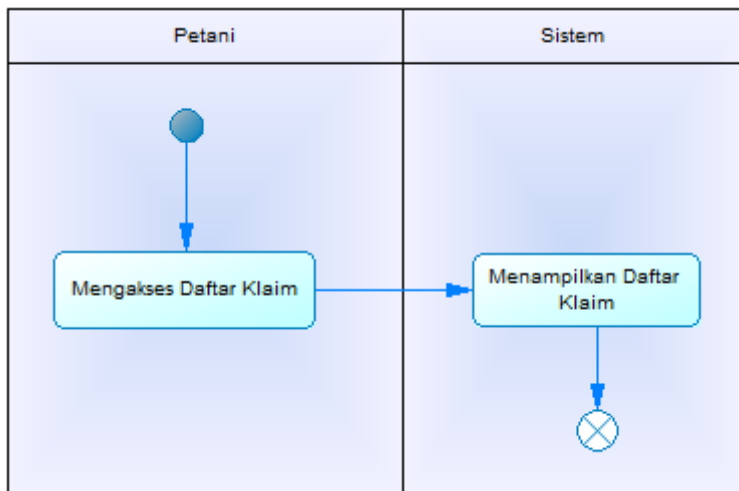 Petani
Sistem
Mengakses Daftar Klaim
Menampilkan Daftar
Klaim